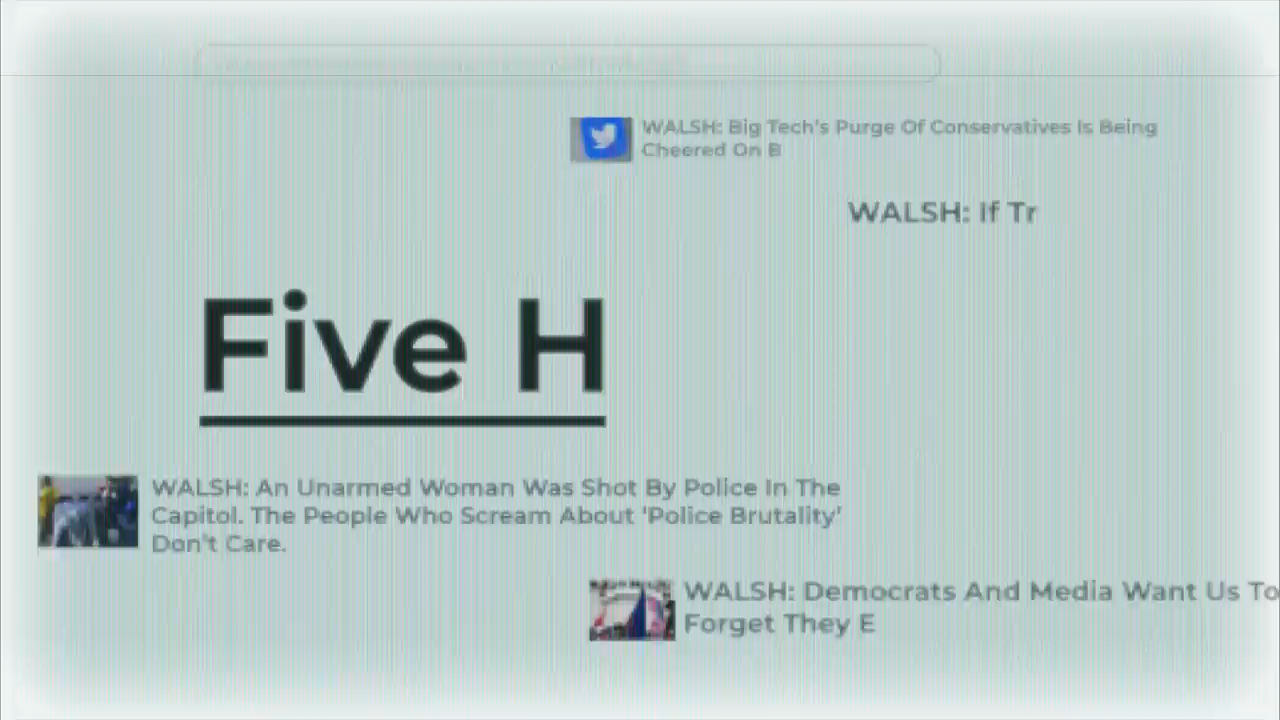 WALSH: Big Tech's Purge Of Conservatives Is Being
Cheered On B
WALSH: If Tr
Five H
WALSH: An Unarmed Woman Was Shot By Police In The
Capitol. The People Who Scream About 'Police Brutality'
Don't Care.
WALSH: Democrats And Media Want Us To
Forget They E